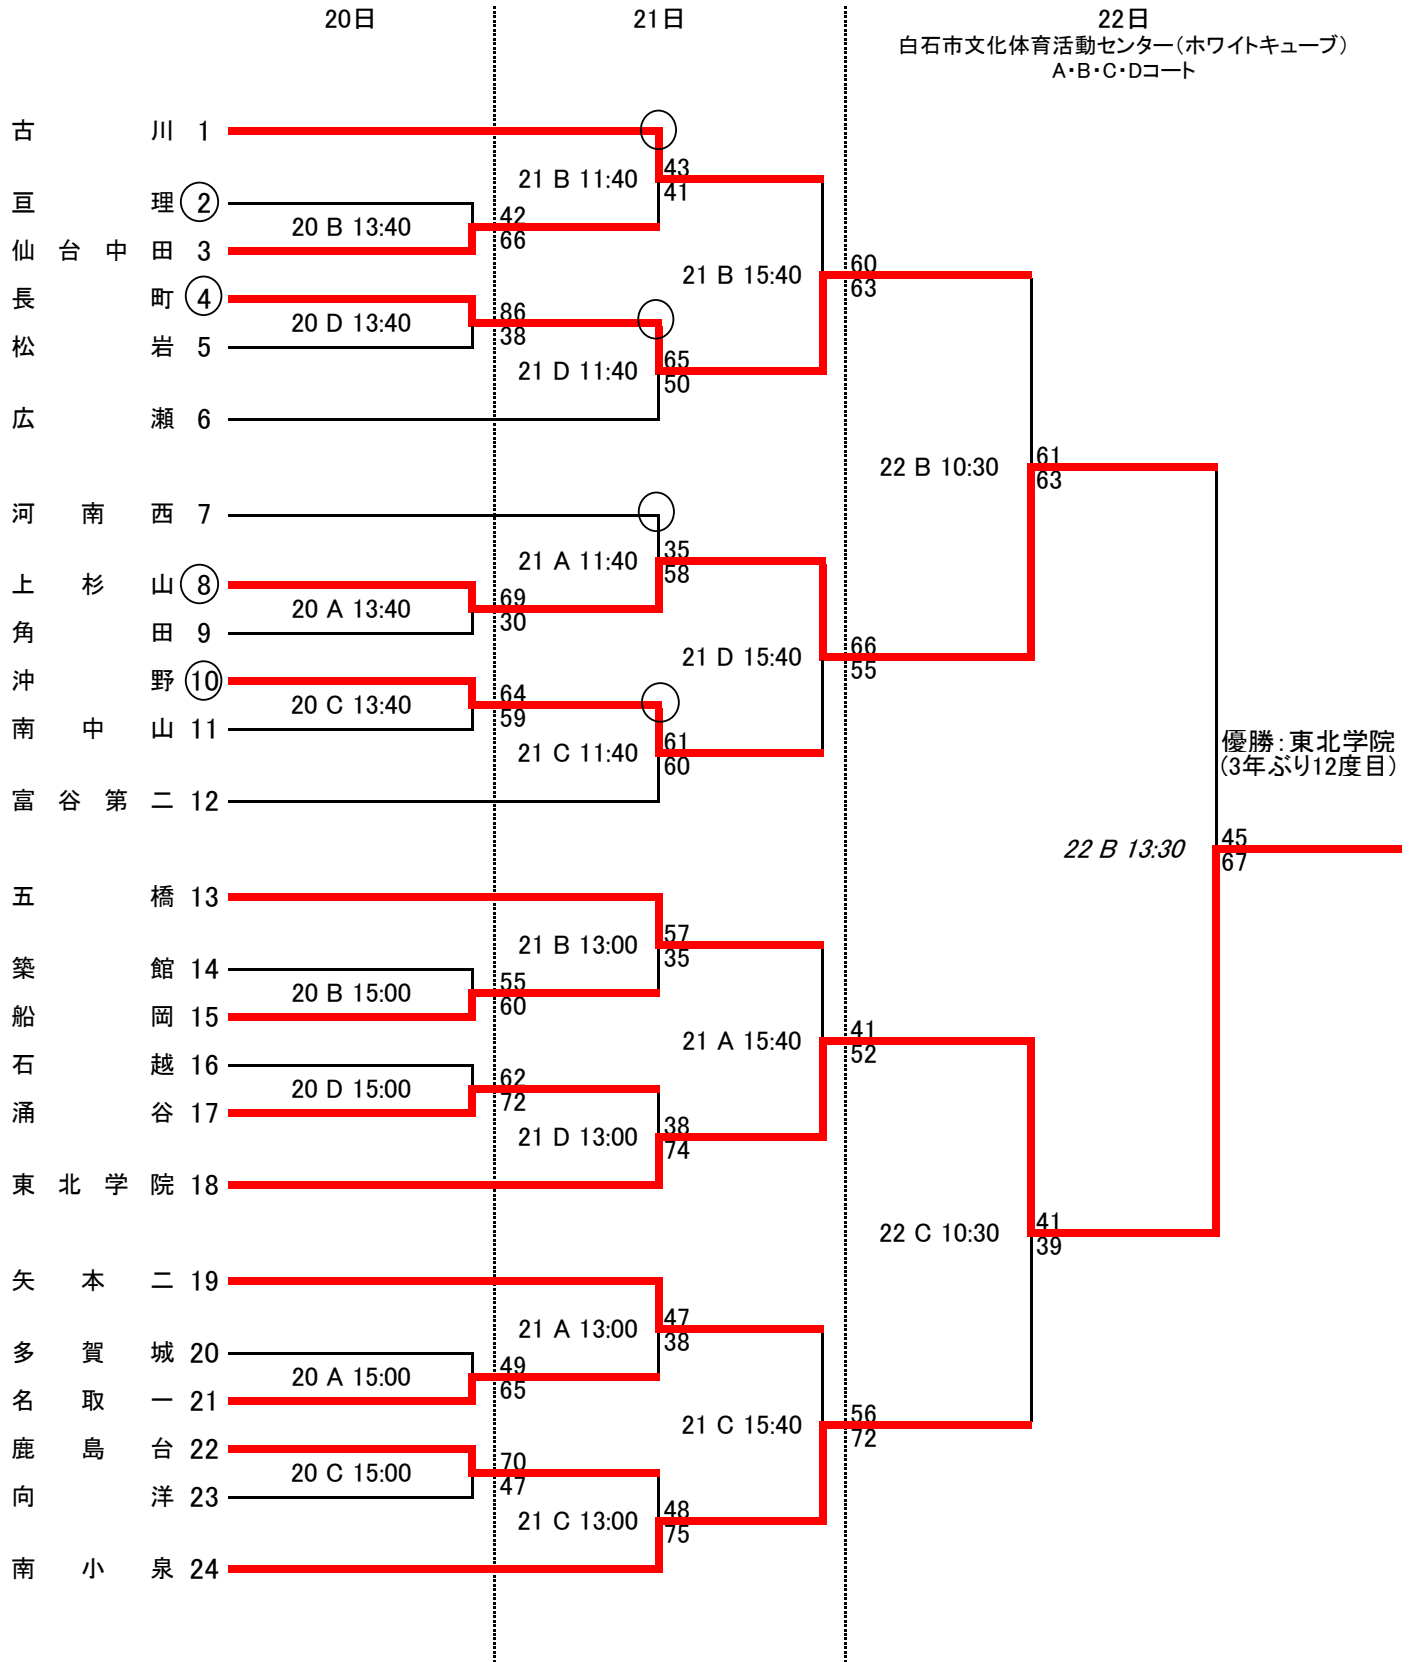 20日 21日 22日
白石市文化体育活動センター(ホワイトキューブ)
A・B・C・Dコート
古川 1
43
21 B 11:40
41
亘理 2
42
20 B 13:40
66
仙台中田 3
60
21 B 15:40
63
長町 4
86
20 D 13:40
38
松岩 5
65
21 D 11:40
50
広瀬 6
61
22 B 10:30
63
河南西 7
35
21 A 11:40
58
上杉山 8
69
20 A 13:40
30
角田 9
66
21 D 15:40
55
沖野 10
64
20 C 13:40
59
南中山 11
61
21 C 11:40
60
優勝:東北学院
(3年ぶり12度目)
富谷第二 12
45
22 B 13:30
67
五橋 13
57
21 B 13:00
35
築館 14
55
20 B 15:00
60
船岡 15
41
21 A 15:40
52
石越 16
62
20 D 15:00
72
涌谷 17
38
21 D 13:00
74
東北学院 18
41
22 C 10:30
39
矢本二 19
47
21 A 13:00
38
多賀城 20
49
20 A 15:00
65
名取一 21
56
21 C 15:40
72
鹿島台 22
70
20 C 15:00
47
向洋 23
48
21 C 13:00
75
南小泉 24